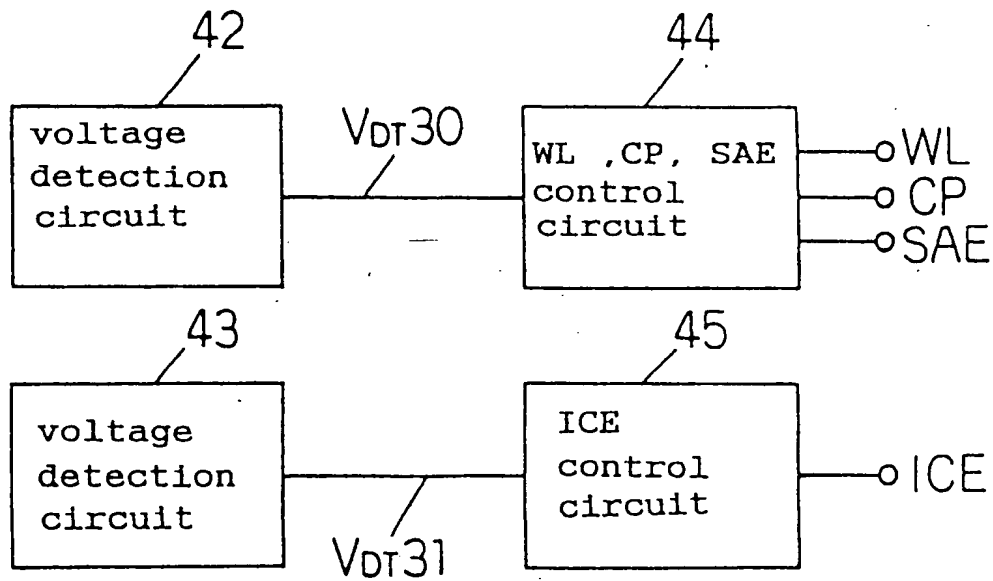 42
44
voltage
detection
circuit
VDT30
WL ,CP, SAE
control
circuit
WL
CP
SAE
43
45
voltage
detection
circuit
VDT31
ICE
control
circuit
ICE